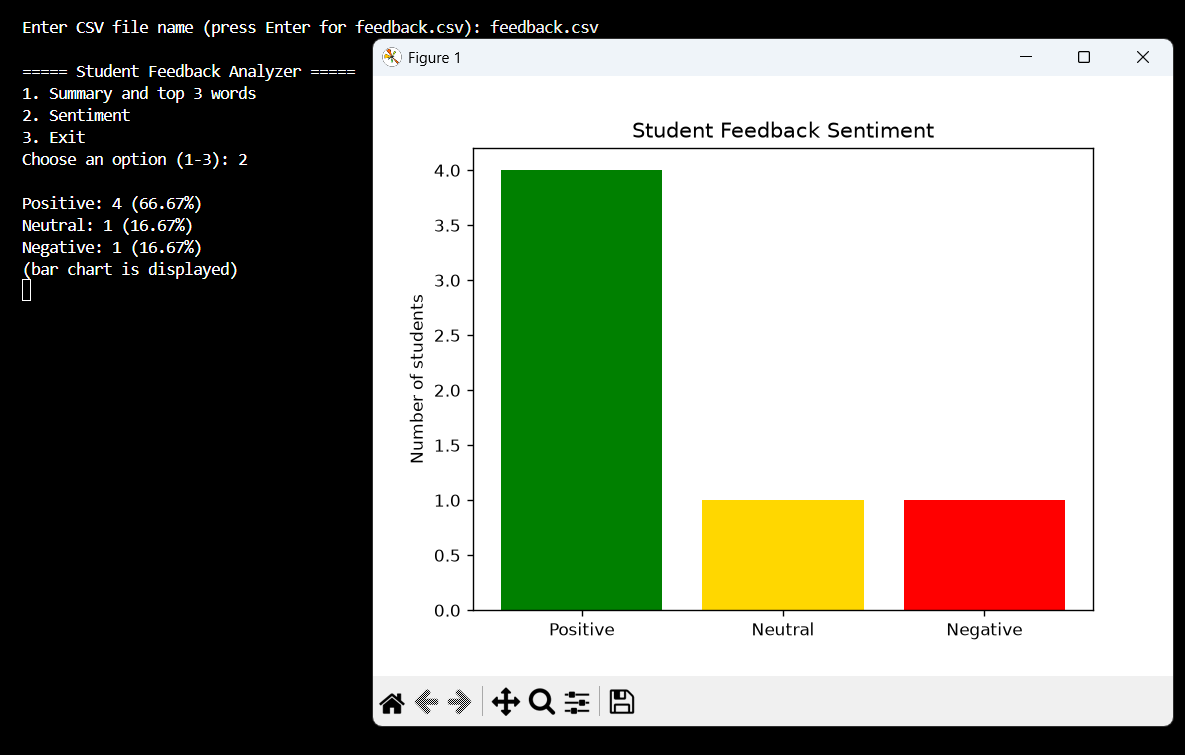 Enter CSV file name (press Enter for feedback.csv): feedback.csv
===== Student Feedback Analyzer =====
1. Summary and top 3 words
2. Sentiment
3. Exit
Choose an option (1-3): 2
Positive: 4 (66.67%)
Neutral: 1 (16.67%)
Negative: 1 (16.67%)
(bar chart is displayed)
Figure 1
Student Feedback Sentiment
Number of students
4.0
3.5
3.0
2.5
2.0
1.5
1.0
0.5
0.0
Positive Neutral Negative